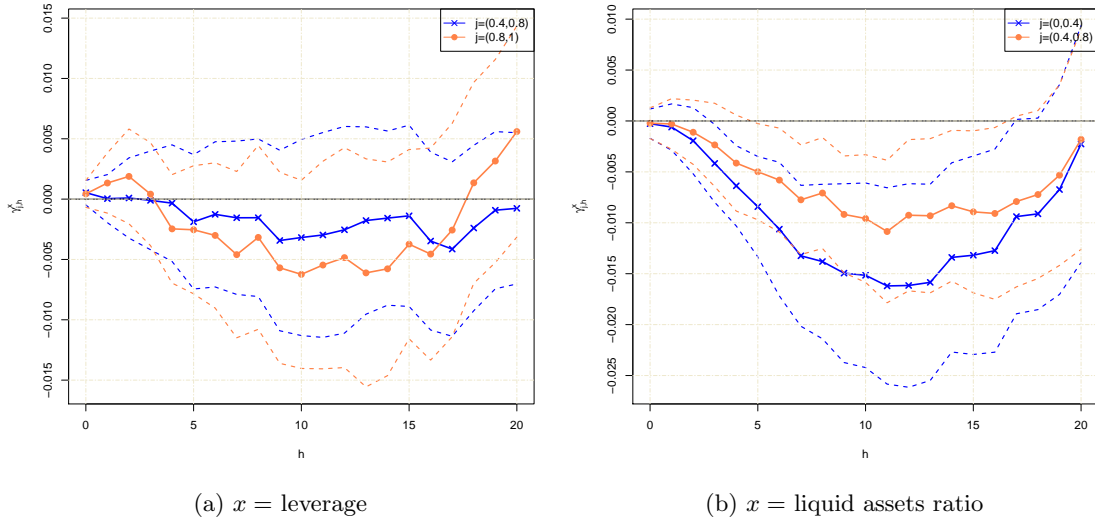 j=(0.4,0.8)
j=(0.8,1)
0.015
0.010
0.005
0.000
−0.005
−0.010
−0.015
γˣⱼ,ₕ
0 5 10 15 20
h
(a) x = leverage
j=(0,0.4)
j=(0.4,0.8)
0.010
0.005
0.000
−0.005
−0.010
−0.015
−0.020
−0.025
γˣⱼ,ₕ
0 5 10 15 20
h
(b) x = liquid assets ratio